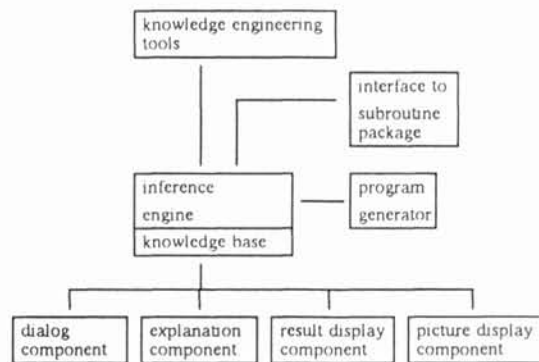 knowledge engineering
tools
interface to
subroutine
package
inference
engine
program
generator
knowledge base
dialog
component
explanation
component
result display
component
picture display
component